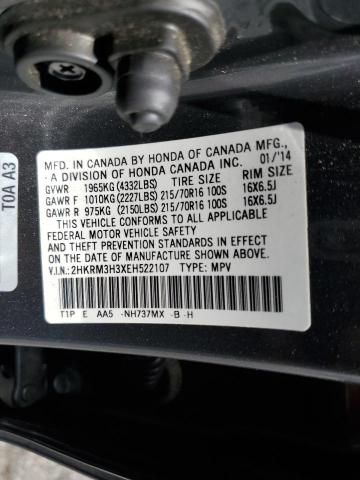 MFD. IN CANADA BY HONDA OF CANADA MFG.,
- A DIVISION OF HONDA CANADA INC. 01/'14
GVWR 1965KG (4332LBS) TIRE SIZE RIM SIZE
GAWR F 1010KG (2227LBS) 215/70R16 100S 16X6.5J
GAWR R 975KG (2150LBS) 215/70R16 100S 16X6.5J
THIS VEHICLE CONFORMS TO ALL APPLICABLE
FEDERAL MOTOR VEHICLE SAFETY, BUMPER,
AND THEFT PREVENTION STANDARDS IN EFFECT
ON THE DATE OF MANUFACTURE SHOWN ABOVE.
V.I.N.: 2HKRM3H3XEH522107 TYPE: MPV
T1P E AA5 -NH737MX -B -H
T0A A3